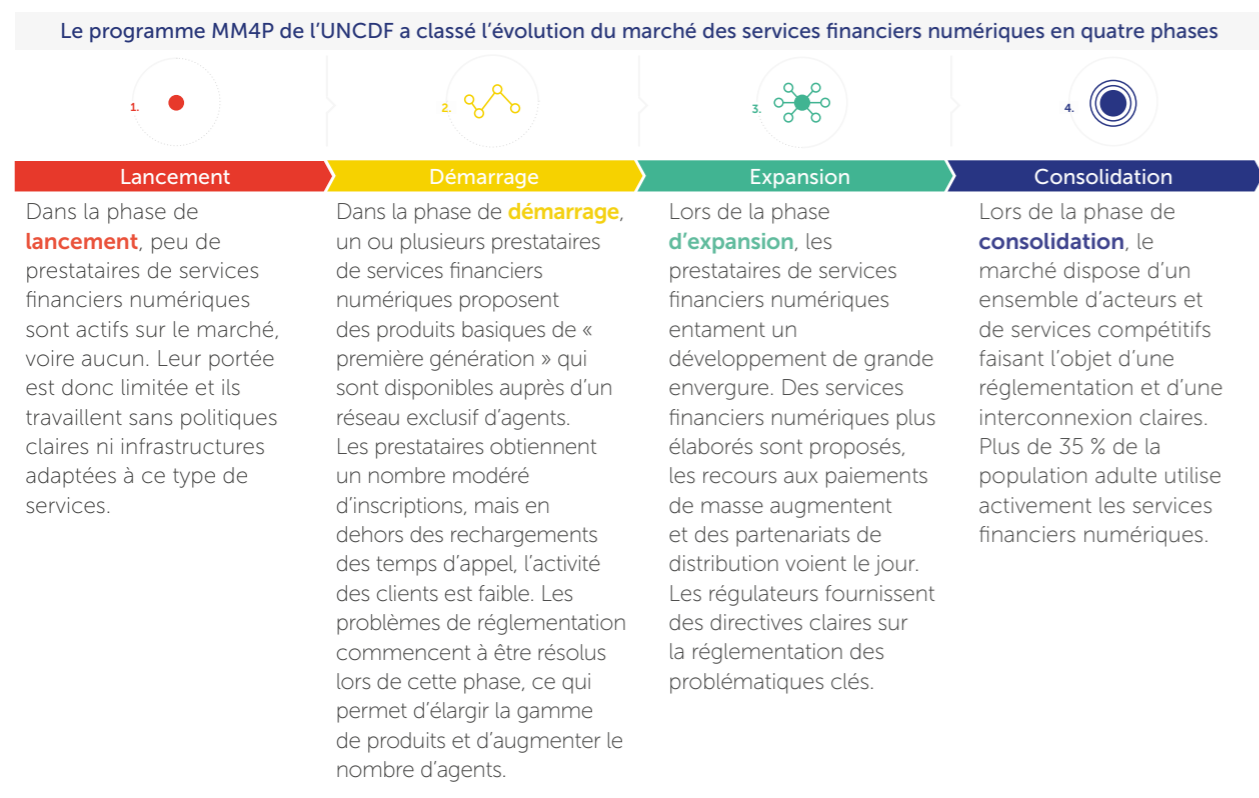 Le programme MM4P de l’UNCDF a classé l’évolution du marché des services financiers numériques en quatre phases
1.
2.
3.
4.
Lancement
Démarrage
Expansion
Consolidation
Dans la phase de
lancement, peu de
prestataires de services
financiers numériques
sont actifs sur le marché,
voire aucun. Leur portée
est donc limitée et ils
travaillent sans politiques
claires ni infrastructures
adaptées à ce type de
services.
Dans la phase de démarrage,
un ou plusieurs prestataires
de services financiers
numériques proposent
des produits basiques de «
première génération » qui
sont disponibles auprès d’un
réseau exclusif d’agents.
Les prestataires obtiennent
un nombre modéré
d’inscriptions, mais en
dehors des rechargements
des temps d’appel, l’activité
des clients est faible. Les
problèmes de réglementation
commencent à être résolus
lors de cette phase, ce qui
permet d’élargir la gamme
de produits et d’augmenter le
nombre d’agents.
Lors de la phase
d’expansion, les
prestataires de services
financiers numériques
entament un
développement de grande
envergure. Des services
financiers numériques plus
élaborés sont proposés,
les recours aux paiements
de masse augmentent
et des partenariats de
distribution voient le jour.
Les régulateurs fournissent
des directives claires sur
la réglementation des
problématiques clés.
Lors de la phase de
consolidation, le
marché dispose d’un
ensemble d’acteurs et
de services compétitifs
faisant l’objet d’une
réglementation et d’une
interconnexion claires.
Plus de 35 % de la
population adulte utilise
activement les services
financiers numériques.